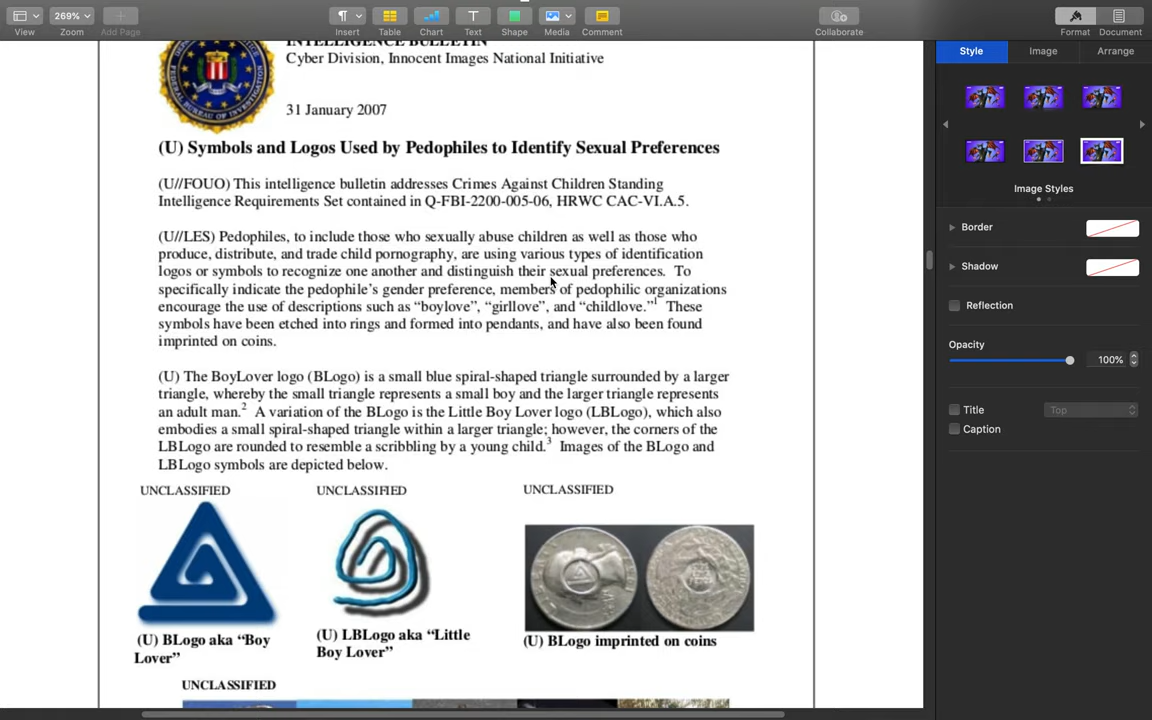 View
269%
Zoom
Add Page
Insert
Table
Chart
Text
Shape
Media
Comment
Collaborate
Format
Document
INTELLIGENCE BULLETIN
Cyber Division, Innocent Images National Initiative
31 January 2007
(U) Symbols and Logos Used by Pedophiles to Identify Sexual Preferences
(U//FOUO) This intelligence bulletin addresses Crimes Against Children Standing
Intelligence Requirements Set contained in Q-FBI-2200-005-06, HRWC CAC-VI.A.5.
(U//LES) Pedophiles, to include those who sexually abuse children as well as those who
produce, distribute, and trade child pornography, are using various types of identification
logos or symbols to recognize one another and distinguish their sexual preferences. To
specifically indicate the pedophile's gender preference, members of pedophilic organizations
encourage the use of descriptions such as “boylove”, “girllove”, and “childlove.”1 These
symbols have been etched into rings and formed into pendants, and have also been found
imprinted on coins.
(U) The BoyLover logo (BLogo) is a small blue spiral-shaped triangle surrounded by a larger
triangle, whereby the small triangle represents a small boy and the larger triangle represents
an adult man.2 A variation of the BLogo is the Little Boy Lover logo (LBLogo), which also
embodies a small spiral-shaped triangle within a larger triangle; however, the corners of the
LBLogo are rounded to resemble a scribbling by a young child.3 Images of the BLogo and
LBLogo symbols are depicted below.
UNCLASSIFIED
UNCLASSIFIED
UNCLASSIFIED
(U) BLogo aka “Boy
Lover”
(U) LBLogo aka “Little
Boy Lover”
(U) BLogo imprinted on coins
UNCLASSIFIED
Style
Image
Arrange
Image Styles
Border
Shadow
Reflection
Opacity
100%
Title
Top
Caption